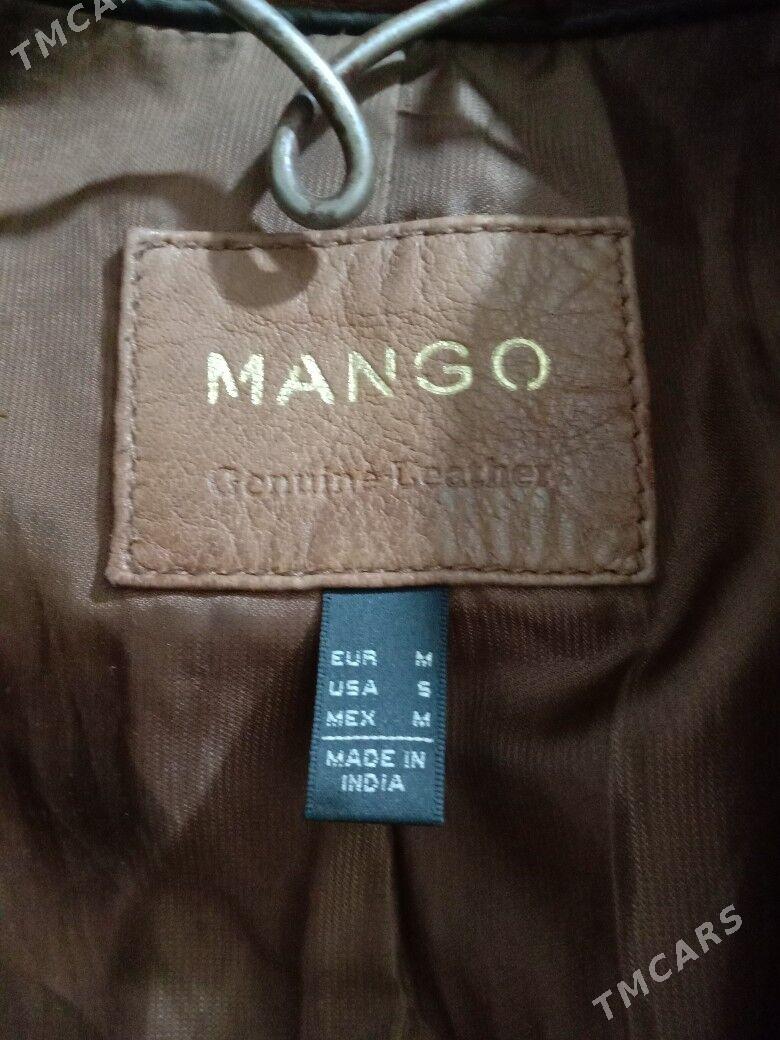 TMCARS
MANGO
Genuine Leather
EUR M
USA S
MEX M
MADE IN
INDIA
TMCARS